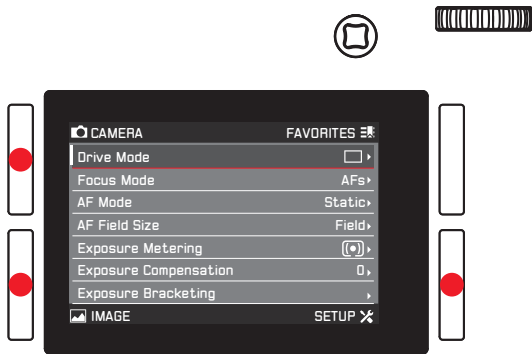 CAMERA FAVORITES
Drive Mode
Focus Mode AFs
AF Mode Static
AF Field Size Field
Exposure Metering
Exposure Compensation 0
Exposure Bracketing
IMAGE SETUP